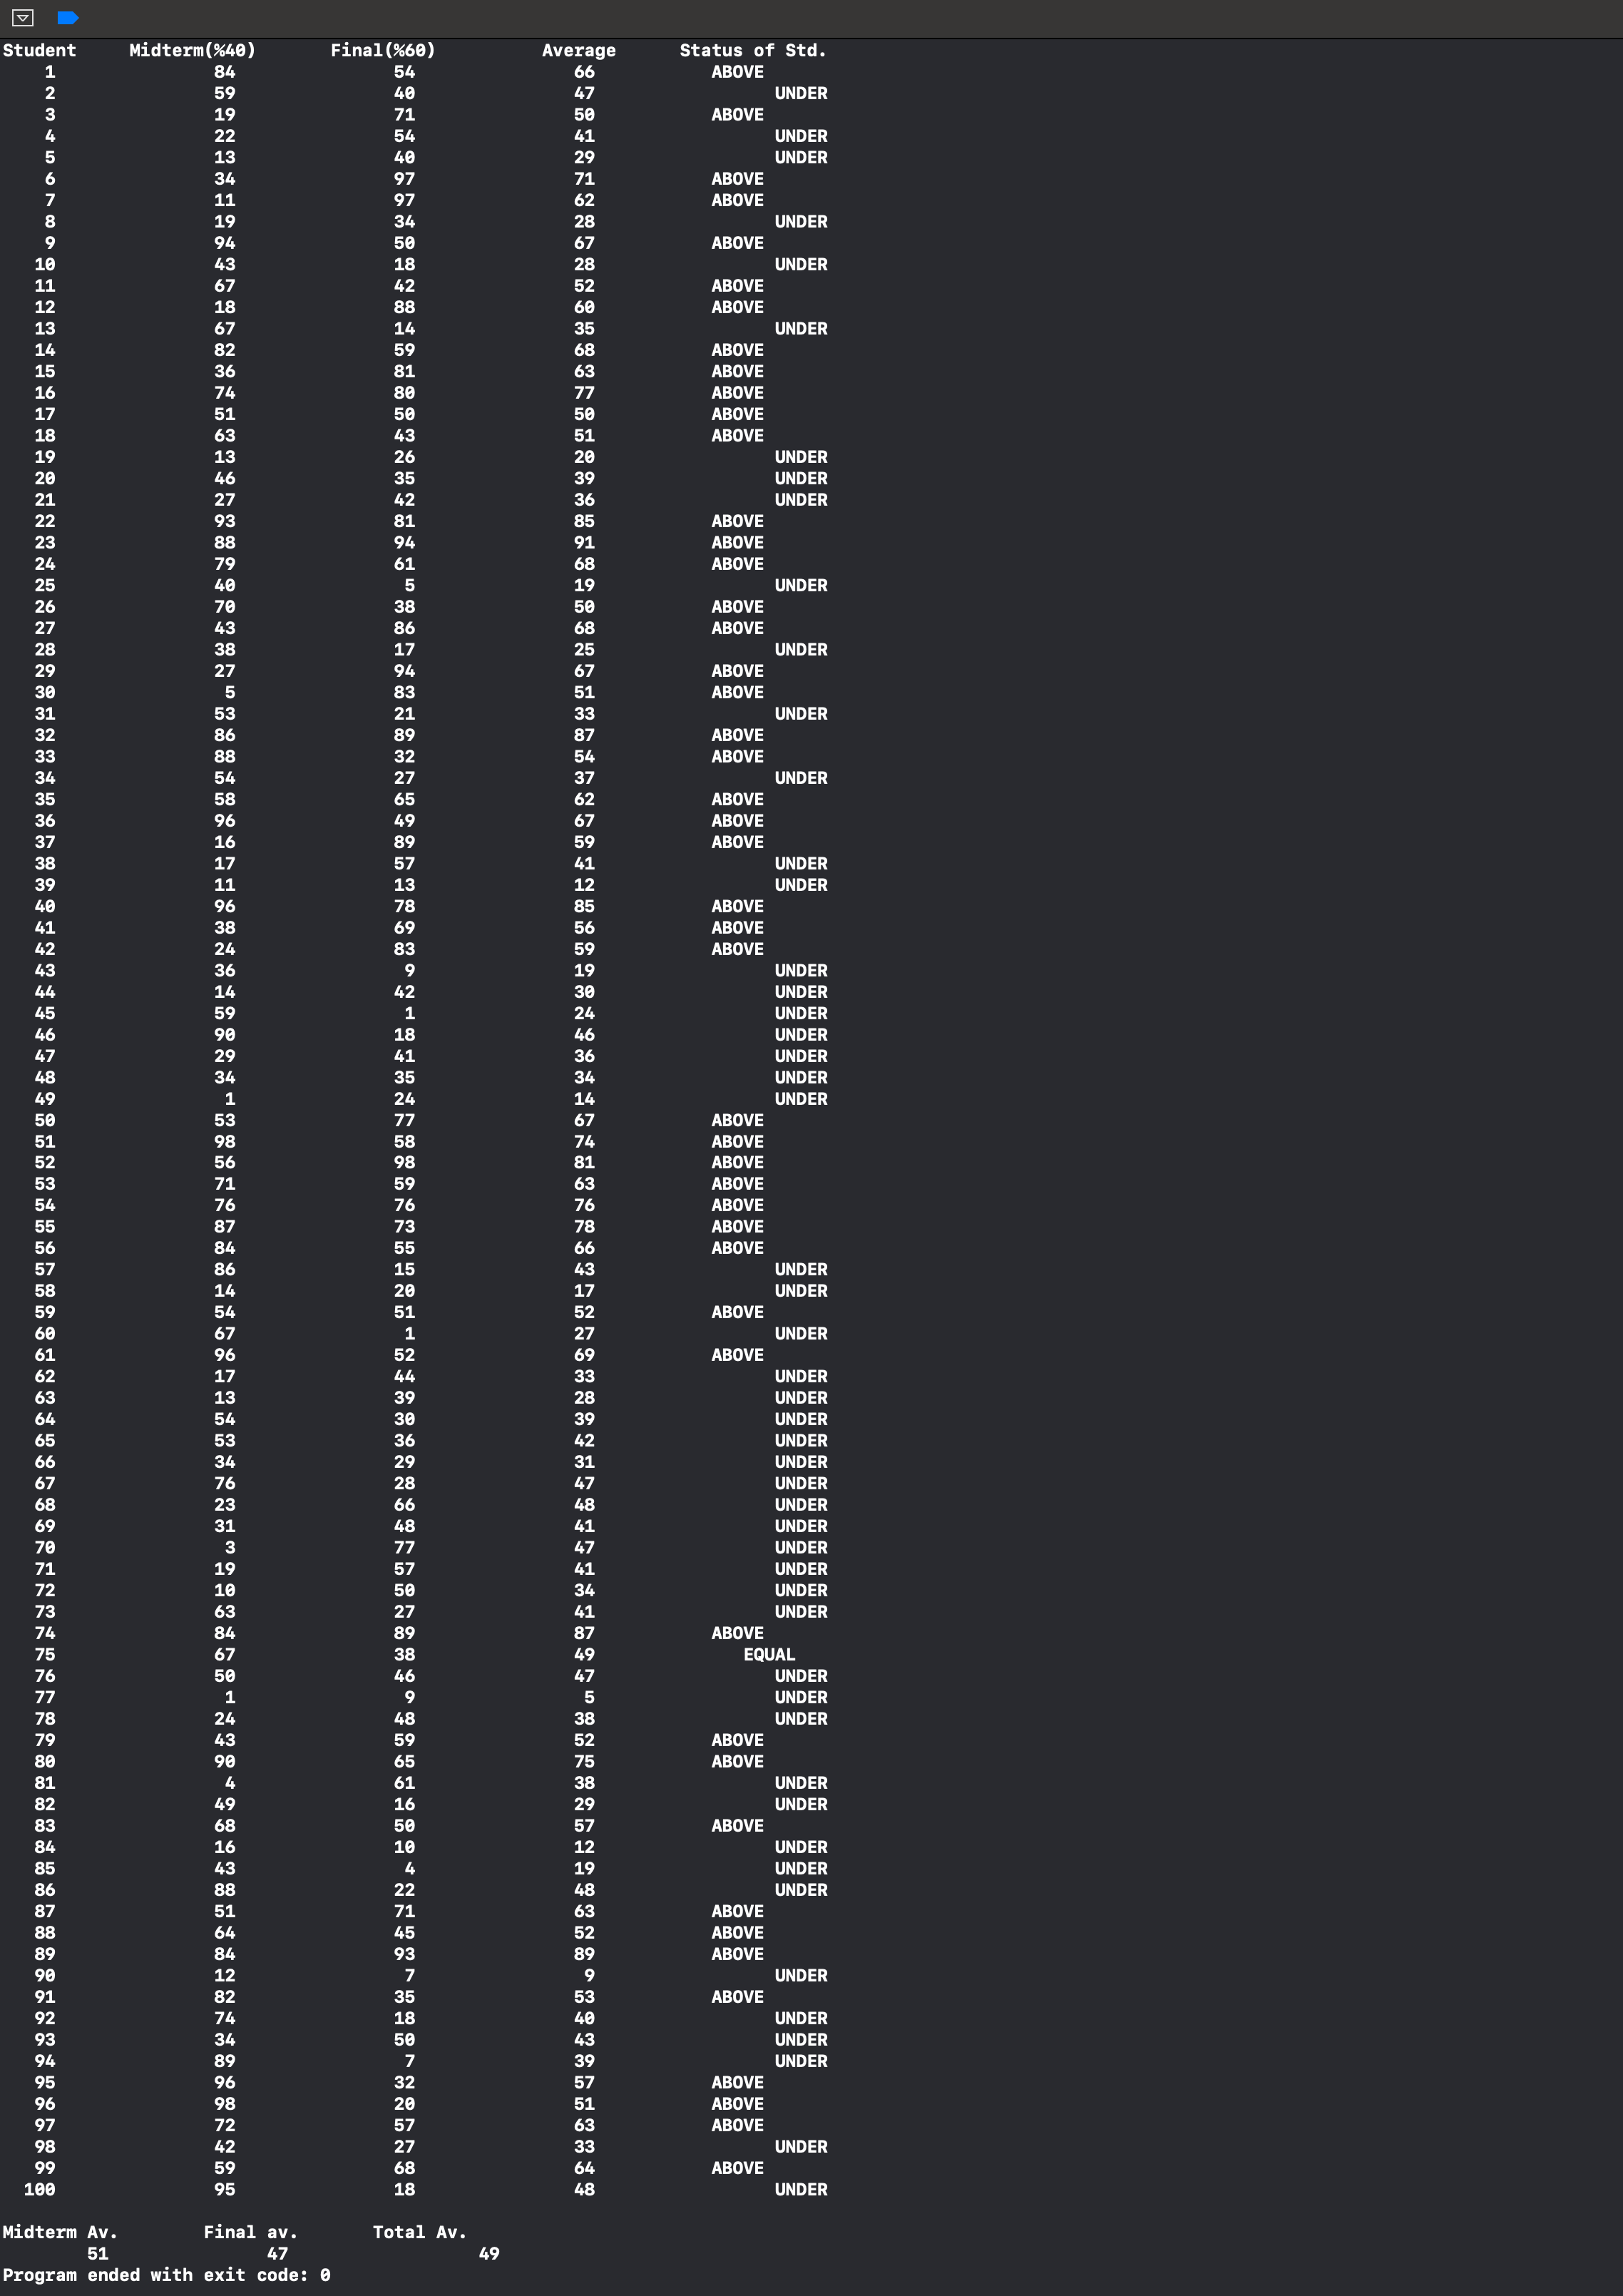 Student     Midterm(%40)       Final(%60)          Average      Status of Std.
    1               84               54               66           ABOVE
    2               59               40               47                 UNDER
    3               19               71               50           ABOVE
    4               22               54               41                 UNDER
    5               13               40               29                 UNDER
    6               34               97               71           ABOVE
    7               11               97               62           ABOVE
    8               19               34               28                 UNDER
    9               94               50               67           ABOVE
   10               43               18               28                 UNDER
   11               67               42               52           ABOVE
   12               18               88               60           ABOVE
   13               67               14               35                 UNDER
   14               82               59               68           ABOVE
   15               36               81               63           ABOVE
   16               74               80               77           ABOVE
   17               51               50               50           ABOVE
   18               63               43               51           ABOVE
   19               13               26               20                 UNDER
   20               46               35               39                 UNDER
   21               27               42               36                 UNDER
   22               93               81               85           ABOVE
   23               88               94               91           ABOVE
   24               79               61               68           ABOVE
   25               40                5               19                 UNDER
   26               70               38               50           ABOVE
   27               43               86               68           ABOVE
   28               38               17               25                 UNDER
   29               27               94               67           ABOVE
   30                5               83               51           ABOVE
   31               53               21               33                 UNDER
   32               86               89               87           ABOVE
   33               88               32               54           ABOVE
   34               54               27               37                 UNDER
   35               58               65               62           ABOVE
   36               96               49               67           ABOVE
   37               16               89               59           ABOVE
   38               17               57               41                 UNDER
   39               11               13               12                 UNDER
   40               96               78               85           ABOVE
   41               38               69               56           ABOVE
   42               24               83               59           ABOVE
   43               36                9               19                 UNDER
   44               14               42               30                 UNDER
   45               59                1               24                 UNDER
   46               90               18               46                 UNDER
   47               29               41               36                 UNDER
   48               34               35               34                 UNDER
   49                1               24               14                 UNDER
   50               53               77               67           ABOVE
   51               98               58               74           ABOVE
   52               56               98               81           ABOVE
   53               71               59               63           ABOVE
   54               76               76               76           ABOVE
   55               87               73               78           ABOVE
   56               84               55               66           ABOVE
   57               86               15               43                 UNDER
   58               14               20               17                 UNDER
   59               54               51               52           ABOVE
   60               67                1               27                 UNDER
   61               96               52               69           ABOVE
   62               17               44               33                 UNDER
   63               13               39               28                 UNDER
   64               54               30               39                 UNDER
   65               53               36               42                 UNDER
   66               34               29               31                 UNDER
   67               76               28               47                 UNDER
   68               23               66               48                 UNDER
   69               31               48               41                 UNDER
   70                3               77               47                 UNDER
   71               19               57               41                 UNDER
   72               10               50               34                 UNDER
   73               63               27               41                 UNDER
   74               84               89               87           ABOVE
   75               67               38               49              EQUAL
   76               50               46               47                 UNDER
   77                1                9                5                 UNDER
   78               24               48               38                 UNDER
   79               43               59               52           ABOVE
   80               90               65               75           ABOVE
   81                4               61               38                 UNDER
   82               49               16               29                 UNDER
   83               68               50               57           ABOVE
   84               16               10               12                 UNDER
   85               43                4               19                 UNDER
   86               88               22               48                 UNDER
   87               51               71               63           ABOVE
   88               64               45               52           ABOVE
   89               84               93               89           ABOVE
   90               12                7                9                 UNDER
   91               82               35               53           ABOVE
   92               74               18               40                 UNDER
   93               34               50               43                 UNDER
   94               89                7               39                 UNDER
   95               96               32               57           ABOVE
   96               98               20               51           ABOVE
   97               72               57               63           ABOVE
   98               42               27               33                 UNDER
   99               59               68               64           ABOVE
  100               95               18               48                 UNDER

Midterm Av.        Final av.       Total Av.
        51               47                  49
Program ended with exit code: 0